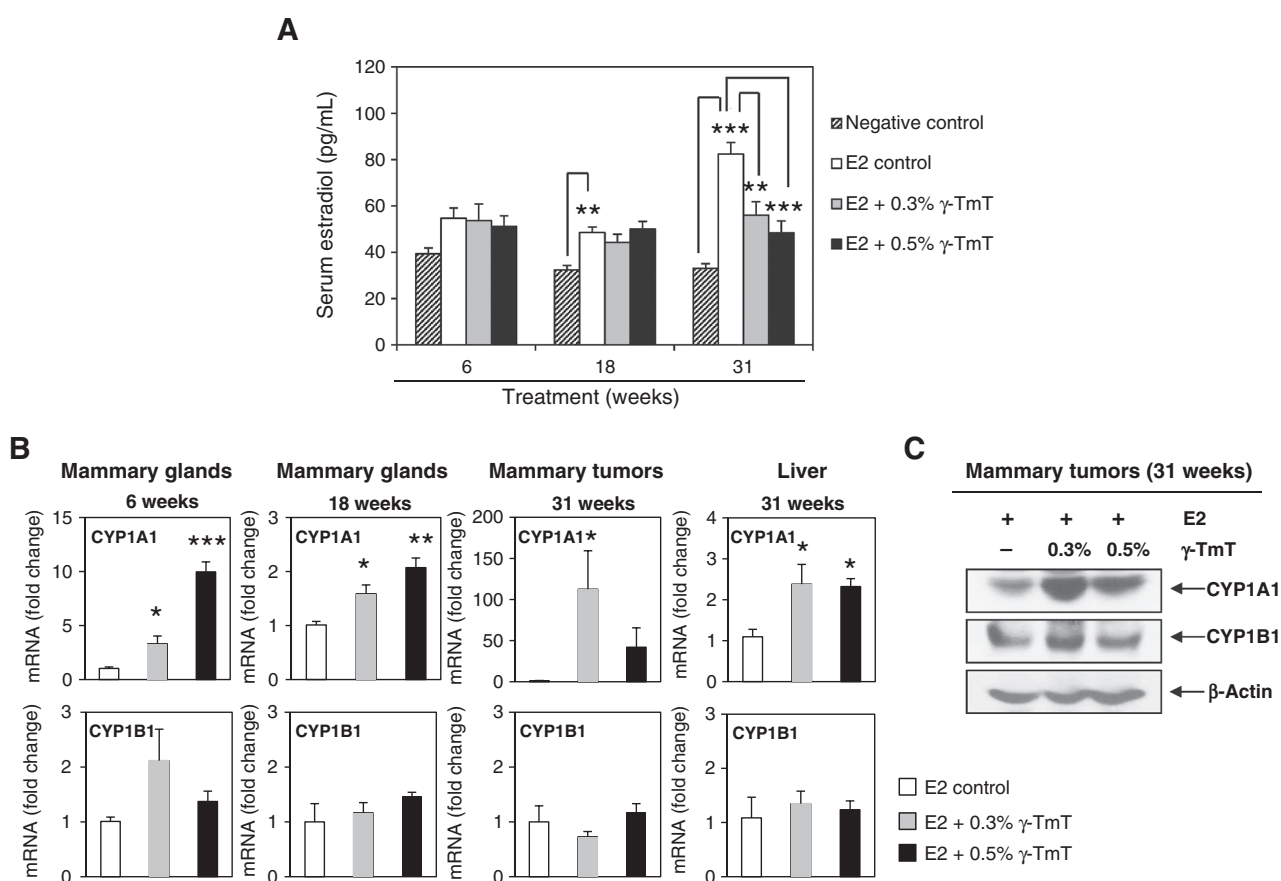 A
Serum estradiol (pg/mL)
120
100
80
60
40
20
0
**
***
**
***
6
18
31
Treatment (weeks)
Negative control
E2 control
E2 + 0.3% γ-TmT
E2 + 0.5% γ-TmT
B
Mammary glands
6 weeks
mRNA (fold change)
15
10
5
0
CYP1A1
*
***
Mammary glands
18 weeks
mRNA (fold change)
3
2
1
0
CYP1A1
*
**
Mammary tumors
31 weeks
mRNA (fold change)
200
150
100
50
0
CYP1A1
*
Liver
31 weeks
mRNA (fold change)
4
3
2
1
0
CYP1A1
*
*
mRNA (fold change)
3
2
1
0
CYP1B1
mRNA (fold change)
3
2
1
0
CYP1B1
mRNA (fold change)
3
2
1
0
CYP1B1
mRNA (fold change)
3
2
1
0
CYP1B1
C
Mammary tumors (31 weeks)
+ + + E2
– 0.3% 0.5% γ-TmT
CYP1A1
CYP1B1
β-Actin
E2 control
E2 + 0.3% γ-TmT
E2 + 0.5% γ-TmT